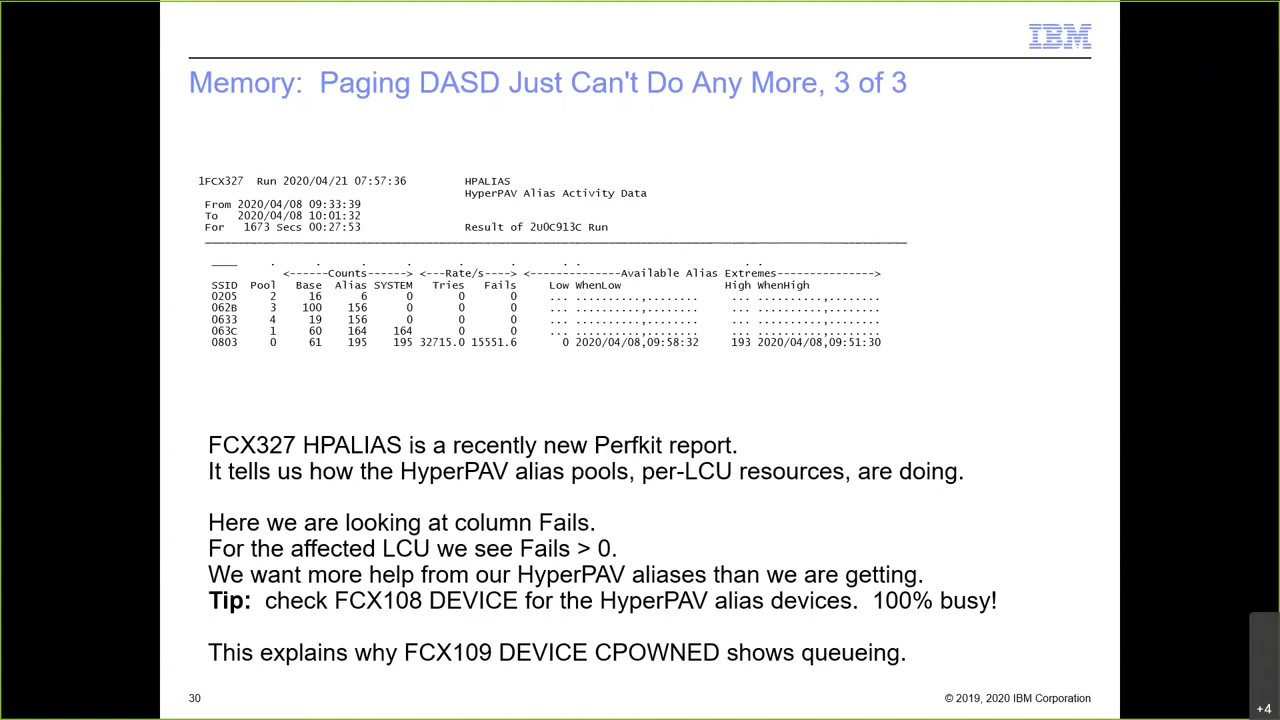 IBM
Memory: Paging DASD Just Can't Do Any More, 3 of 3
1FCX327 Run 2020/04/21 07:57:36 HPALIAS
HyperPAV Alias Activity Data
From 2020/04/08 09:33:39
To 2020/04/08 10:01:32
For 1673 Secs 00:27:53 Result of 2U0C913C Run
____ . . . . . . . . . .
<------Counts------> <---Rate/s----> <-------------Available Alias Extremes--------------->
SSID Pool Base Alias SYSTEM Tries Fails Low WhenLow High WhenHigh
0205 2 16 6 0 0 0 ... ..........,........ ... ..........,........
062B 3 100 156 0 0 0 ... ..........,........ ... ..........,........
0633 4 19 156 0 0 0 ... ..........,........ ... ..........,........
063C 1 60 164 164 0 0 ... ..........,........ ... ..........,........
0803 0 61 195 195 32715.0 15551.6 0 2020/04/08,09:58:32 193 2020/04/08,09:51:30
FCX327 HPALIAS is a recently new Perfkit report.
It tells us how the HyperPAV alias pools, per-LCU resources, are doing.
Here we are looking at column Fails.
For the affected LCU we see Fails > 0.
We want more help from our HyperPAV aliases than we are getting.
Tip: check FCX108 DEVICE for the HyperPAV alias devices. 100% busy!
This explains why FCX109 DEVICE CPOWNED shows queueing.
30
© 2019, 2020 IBM Corporation
+4